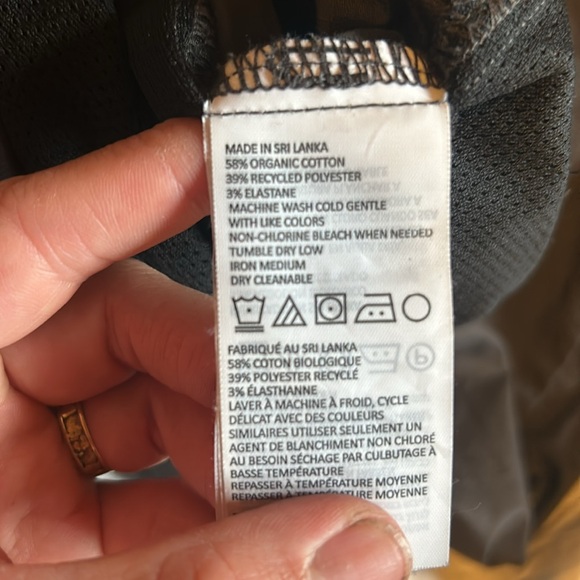 MADE IN SRI LANKA
58% ORGANIC COTTON
39% RECYCLED POLYESTER
3% ELASTANE
MACHINE WASH COLD GENTLE
WITH LIKE COLORS
NON-CHLORINE BLEACH WHEN NEEDED
TUMBLE DRY LOW
IRON MEDIUM
DRY CLEANABLE
FABRIQUÉ AU SRI LANKA
58% COTON BIOLOGIQUE
39% POLYESTER RECYCLÉ
3% ÉLASTHANNE
LAVER À MACHINE À FROID, CYCLE
DÉLICAT AVEC DES COULEURS
SIMILAIRES UTILISER SEULEMENT UN
AGENT DE BLANCHIMENT NON CHLORÉ
AU BESOIN SÉCHAGE PAR CULBUTAGE À
BASSE TEMPÉRATURE
REPASSER À TEMPÉRATURE MOYENNE
REPASSER À TEMPÉRATURE MOYENNE